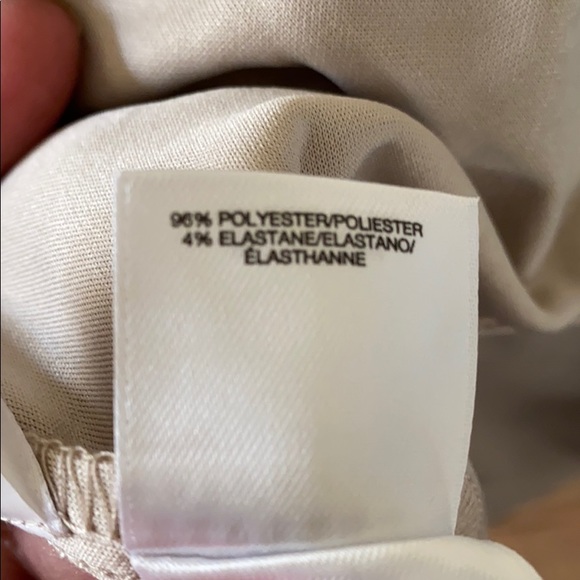 96% POLYESTER/POLIESTER
4% ELASTANE/ELASTANO/
ÉLASTHANNE